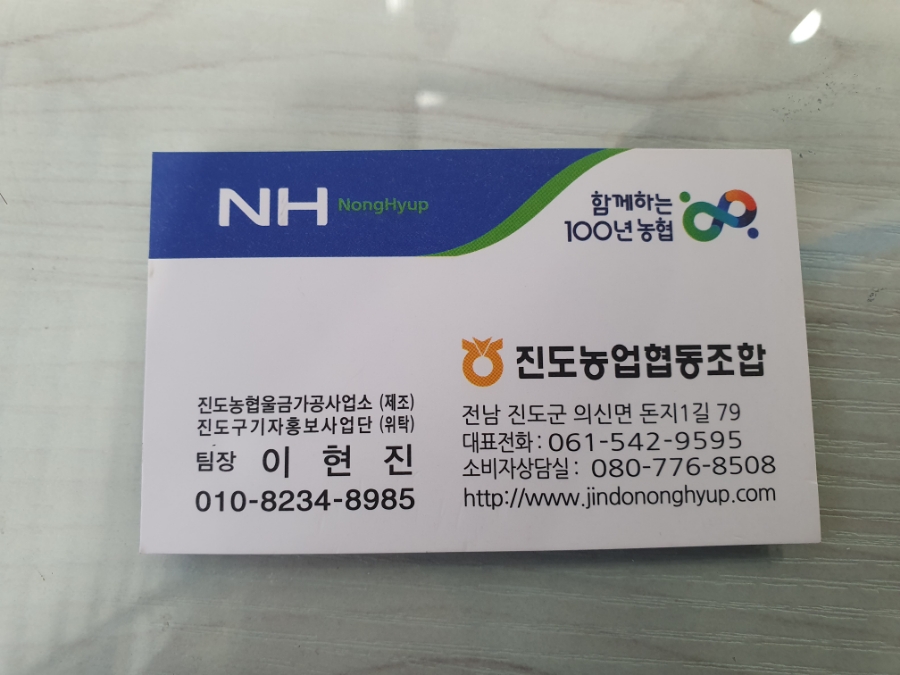 NH NongHyup
함께하는
100년 농협
진도농업협동조합
진도농협울금가공사업소 (제조)
진도구기자홍보사업단 (위탁)
팀장 이 현 진
010-8234-8985
전남 진도군 의신면 돈지1길 79
대표전화 : 061-542-9595
소비자상담실 : 080-776-8508
http://www.jindononghyup.com